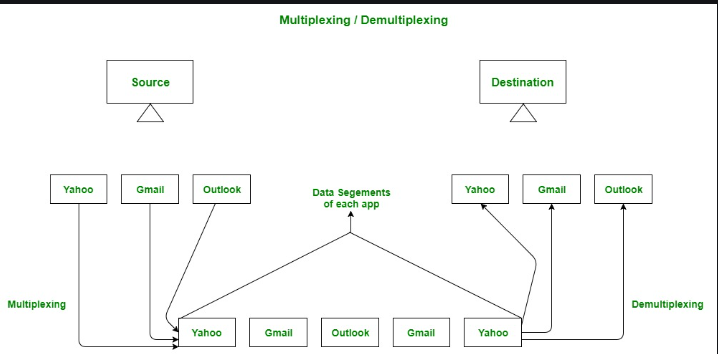 Multiplexing / Demultiplexing
Source
Destination
Yahoo
Gmail
Outlook
Data Segements
of each app
Yahoo
Gmail
Outlook
Multiplexing
Demultiplexing
Yahoo
Gmail
Outlook
Gmail
Yahoo